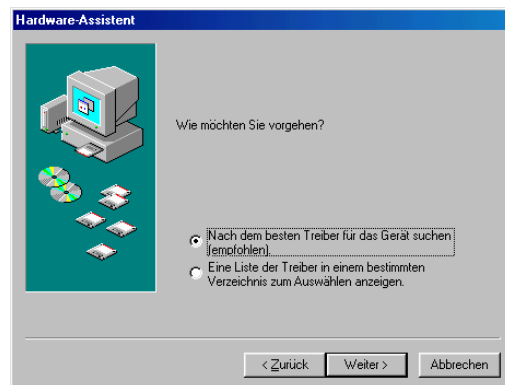 Hardware-Assistent
Wie möchten Sie vorgehen?
Nach dem besten Treiber für das Gerät suchen
(empfohlen).
Eine Liste der Treiber in einem bestimmten
Verzeichnis zum Auswählen anzeigen.
< Zurück Weiter > Abbrechen